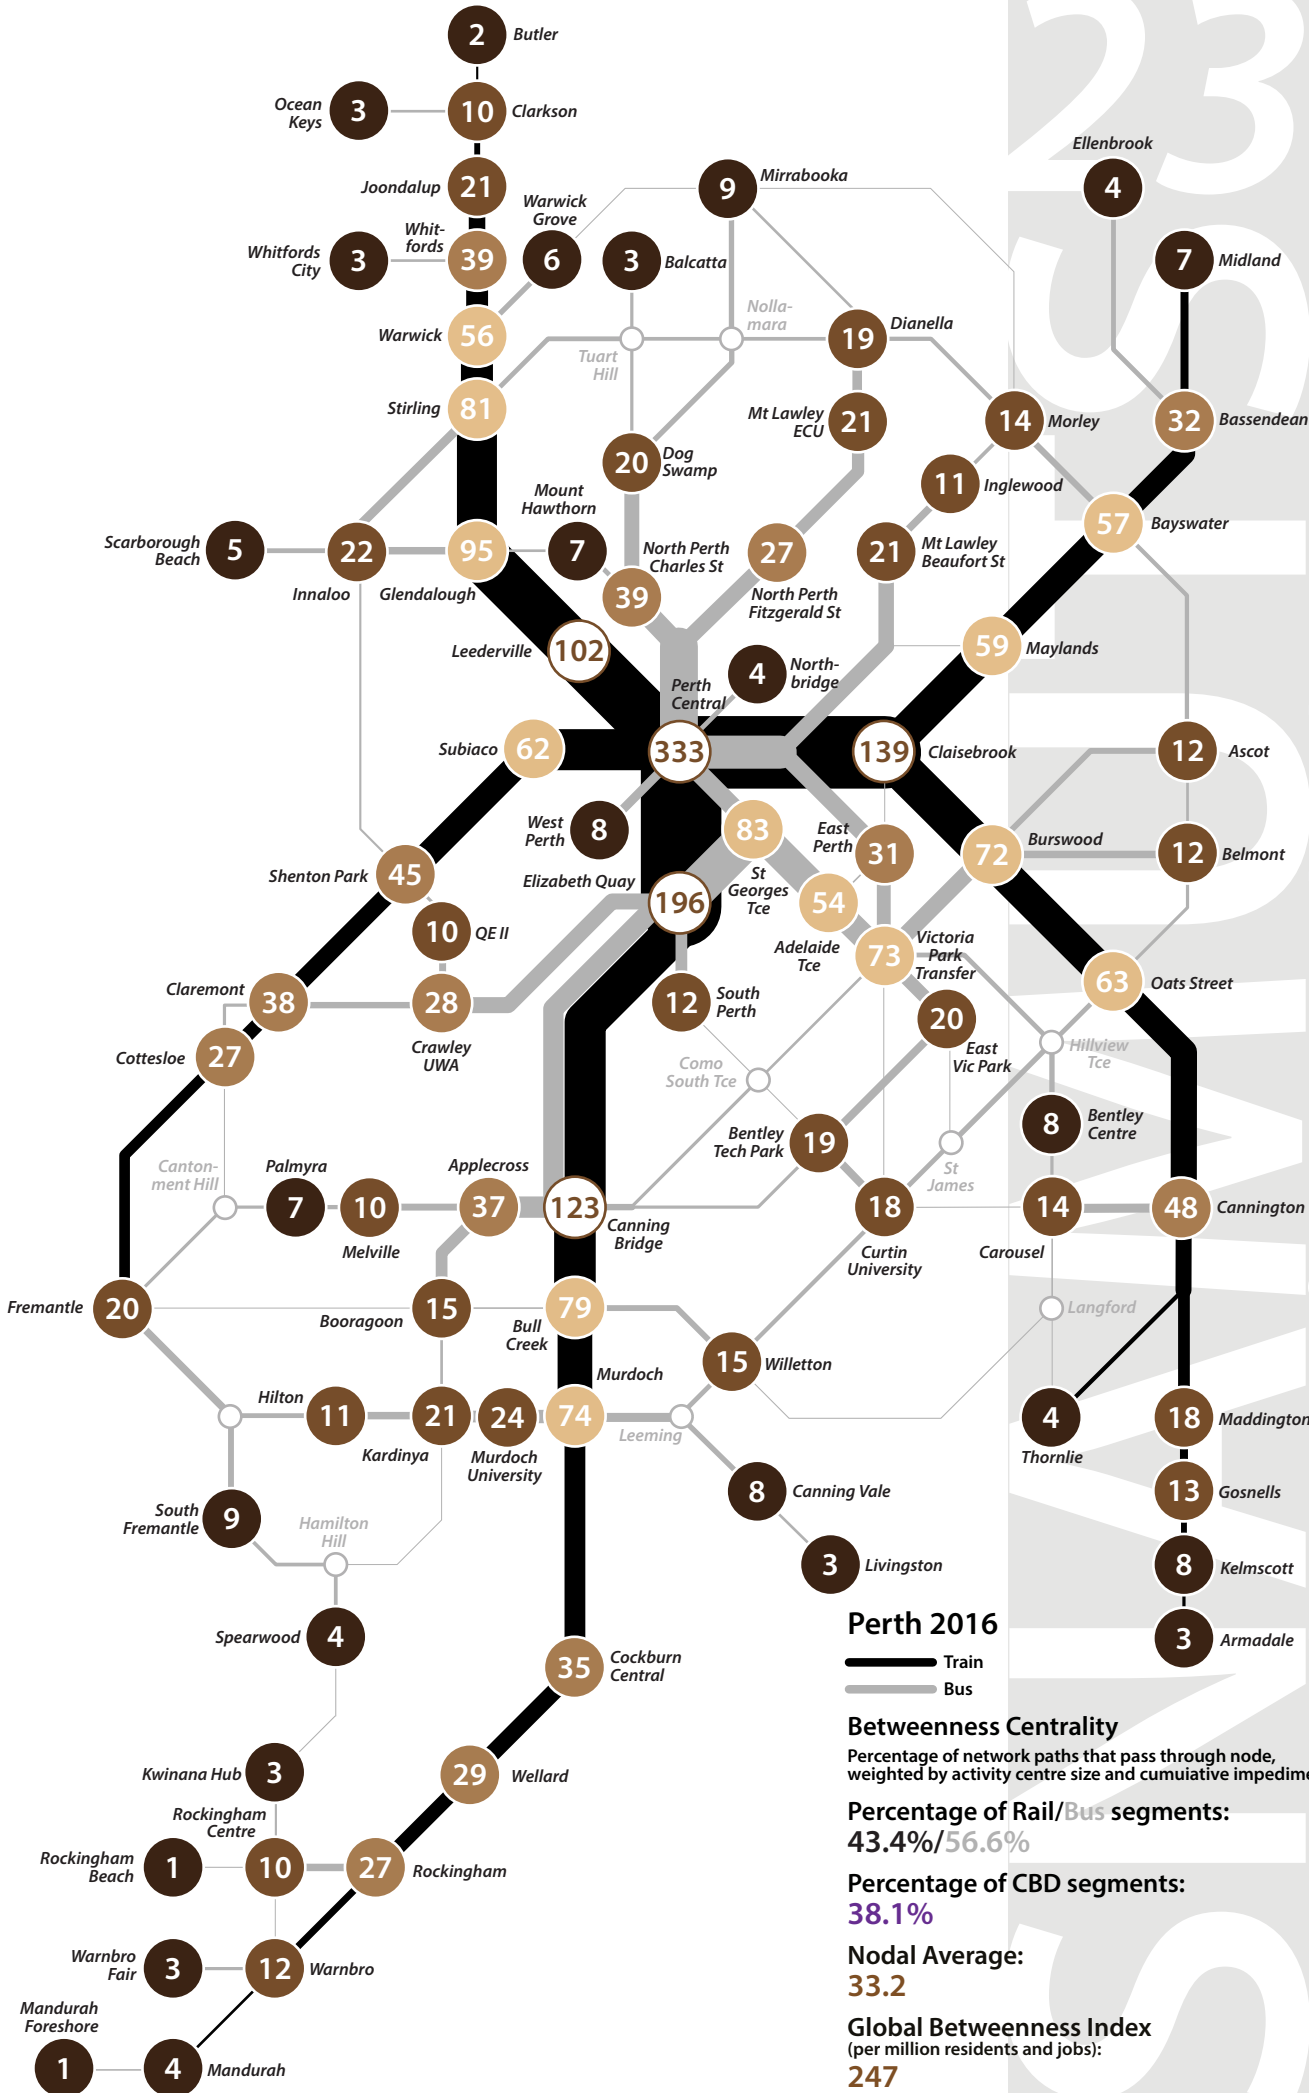 2
Butler
Ocean
Keys
3
10
Clarkson
Joondalup
21
Whit-
fords
Whitfords
City
3
39
Warwick
Grove
6
3
Balcatta
9
Mirrabooka
Ellenbrook
4
7
Midland
Warwick
56
Nolla-
mara
Tuart
Hill
19
Dianella
Stirling
81
Mt Lawley
ECU
21
14
Morley
32
Bassendean
20
Dog
Swamp
11
Inglewood
57
Bayswater
Mount
Hawthorn
7
Scarborough
Beach
5
22
Innaloo
95
Glendalough
North Perth
Charles St
39
27
North Perth
Fitzgerald St
21
Mt Lawley
Beaufort St
Leederville
102
4
North-
bridge
59
Maylands
Perth
Central
333
Subiaco
62
139
Claisebrook
12
Ascot
West
Perth
8
83
St
Georges
Tce
East
Perth
31
72
Burswood
12
Belmont
Shenton Park
45
Elizabeth Quay
196
54
Adelaide
Tce
10
QE II
73
Victoria
Park
Transfer
63
Oats Street
Claremont
38
28
Crawley
UWA
12
South
Perth
20
East
Vic Park
Hillview
Tce
Cottesloe
27
Como
South Tce
Bentley
Tech Park
19
8
Bentley
Centre
St
James
Canton-
ment Hill
Palmyra
7
10
Melville
Applecross
37
123
Canning
Bridge
18
Curtin
University
14
Carousel
48
Cannington
Fremantle
20
Booragoon
15
Bull
Creek
79
15
Willetton
Langford
Hilton
11
21
Kardinya
24
Murdoch
University
Murdoch
74
Leeming
4
Thornlie
18
Maddington
8
Canning Vale
13
Gosnells
South
Fremantle
9
Hamilton
Hill
3
Livingston
8
Kelmscott
Spearwood
4
3
Armadale
35
Cockburn
Central
Kwinana Hub
3
29
Wellard
Rockingham
Centre
Rockingham
Beach
1
10
27
Rockingham
Warnbro
Fair
3
12
Warnbro
Mandurah
Foreshore
1
4
Mandurah
Perth 2016
Train
Bus
Betweenness Centrality
Percentage of network paths that pass through node,
weighted by activity centre size and cumuiative impedime
Percentage of Rail/Bus segments:
43.4%/56.6%
Percentage of CBD segments:
38.1%
Nodal Average:
33.2
Global Betweenness Index
(per million residents and jobs):
247
23